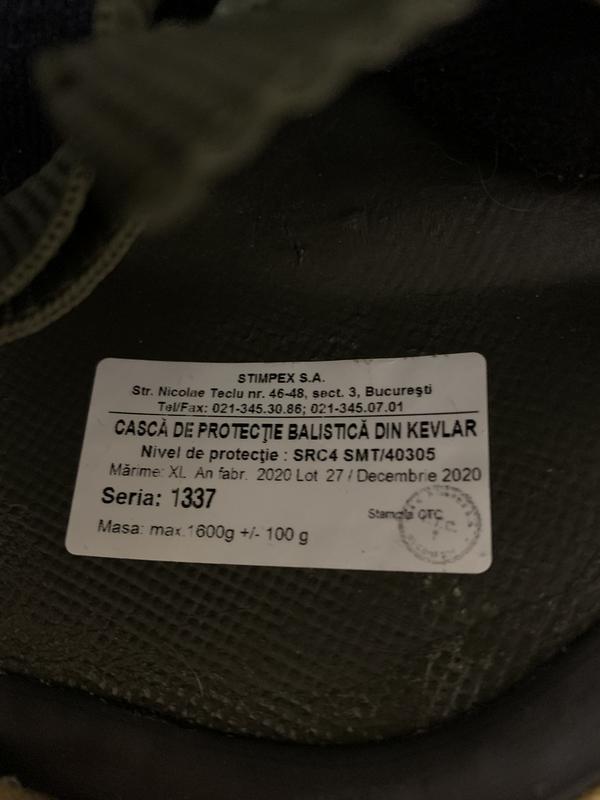 STIMPEX S.A.
Str. Nicolae Teclu nr. 46-48, sect. 3, Bucureşti
Tel/Fax: 021-345.30.86; 021-345.07.01
CASCĂ DE PROTECŢIE BALISTICĂ DIN KEVLAR
Nivel de protecţie : SRC4 SMT/40305
Mărime: XL An fabr. 2020 Lot 27 / Decembrie 2020
Seria: 1337
Stampila CTC
Masa: max.1600g +/- 100 g